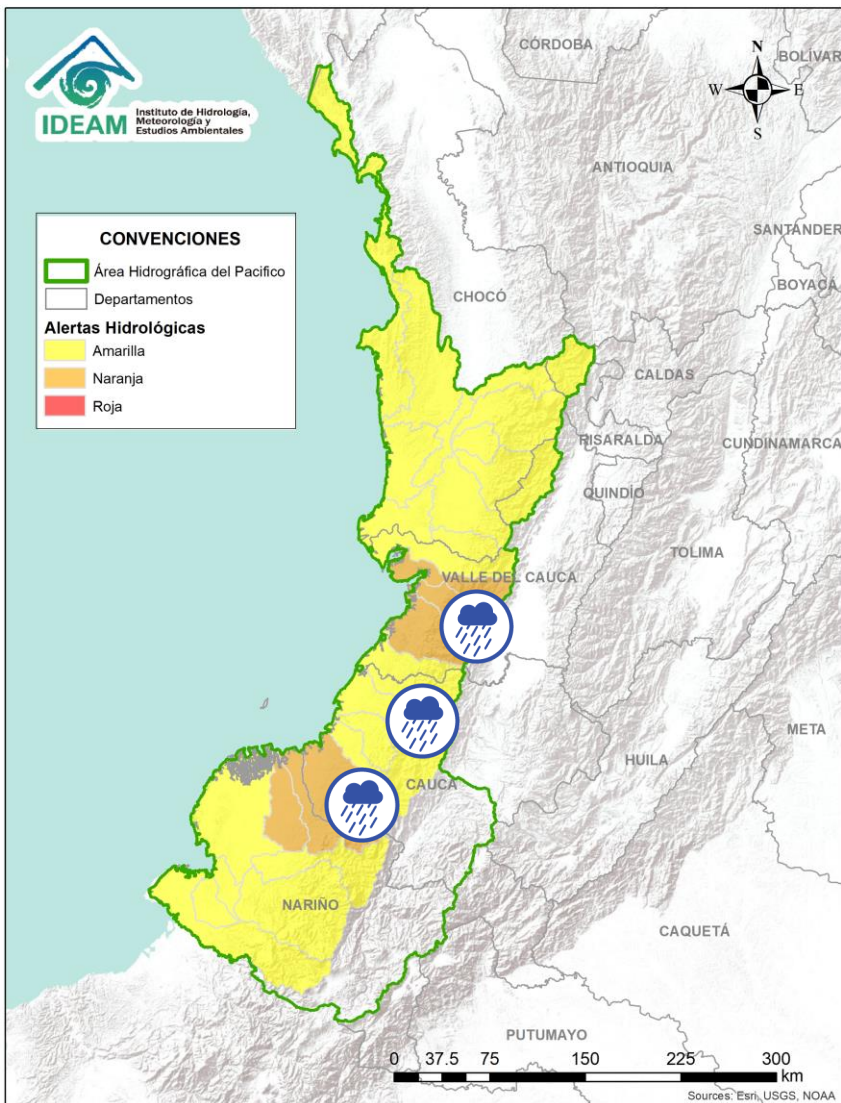 IDEAM
Instituto de Hidrología,
Meteorología y
Estudios Ambientales
CÓRDOBA
BOLÍVAR
N
W
E
S
ANTIOQUIA
SANTANDER
BOYACÁ
CONVENCIONES
Área Hidrográfica del Pacifico
Departamentos
Alertas Hidrológicas
Amarilla
Naranja
Roja
CHOCÓ
CALDAS
RISARALDA
CUNDINAMARCA
QUINDÍO
TOLIMA
VALLE DEL CAUCA
META
HUILA
CAUCA
NARIÑO
CAQUETÁ
PUTUMAYO
0 37.5 75 150 225 300
km
Sources: Esri, USGS, NOAA